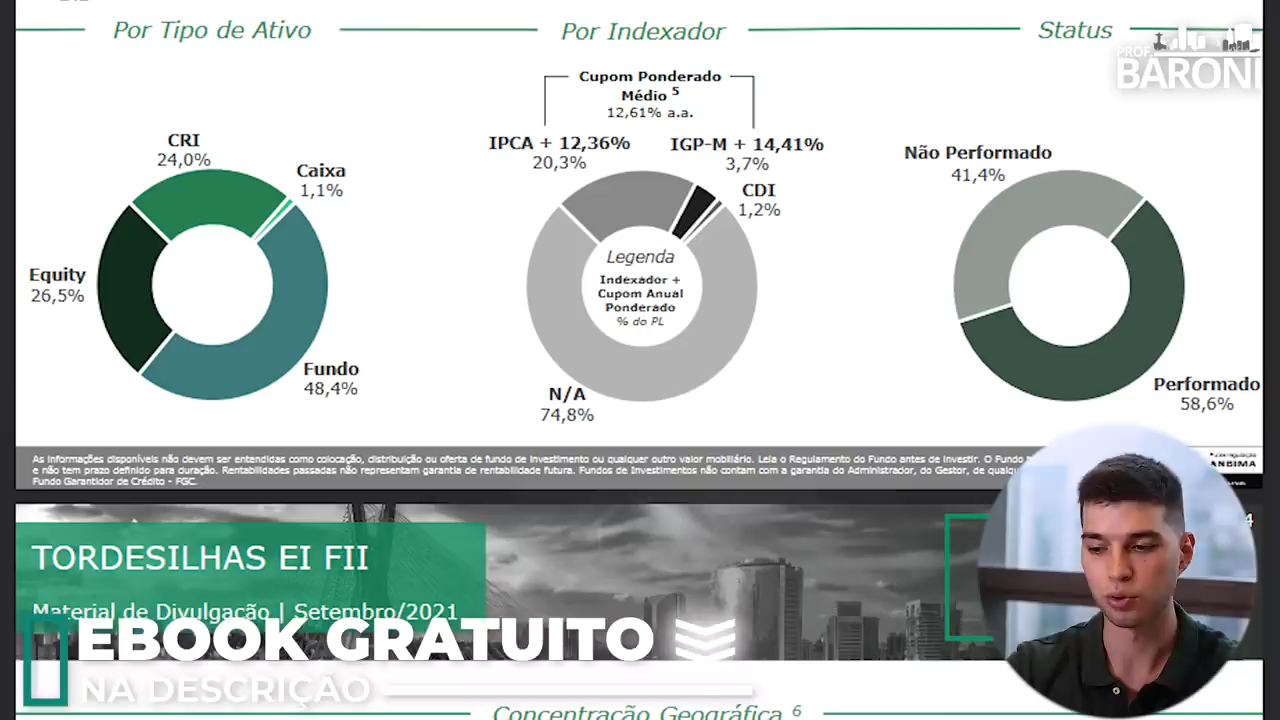 Por Tipo de Ativo
Por Indexador
Status
PROF.
BARONI
Cupom Ponderado
Médio 5
12,61% a.a.
CRI
24,0%
Caixa
1,1%
Equity
26,5%
Fundo
48,4%
IPCA + 12,36%
20,3%
IGP-M + 14,41%
3,7%
CDI
1,2%
Legenda
Indexador +
Cupom Anual
Ponderado
% do PL
N/A
74,8%
Não Performado
41,4%
Performado
58,6%
As informações disponíveis não devem ser entendidas como colocação, distribuição ou oferta de fundo de investimento ou qualquer outro valor mobiliário. Leia o Regulamento do Fundo antes de investir. O Fundo
e não tem prazo definido para duração. Rentabilidades passadas não representam garantia de rentabilidade futura. Fundos de Investimentos não contam com a garantia do Administrador, do Gestor, de
Fundo Garantidor de Crédito - FGC.
ANBIMA
TORDESILHAS EI FII
Material de Divulgação | Setembro/2021
4
EBOOK GRATUITO
NA DESCRIÇÃO
Concentração Geográfica 6